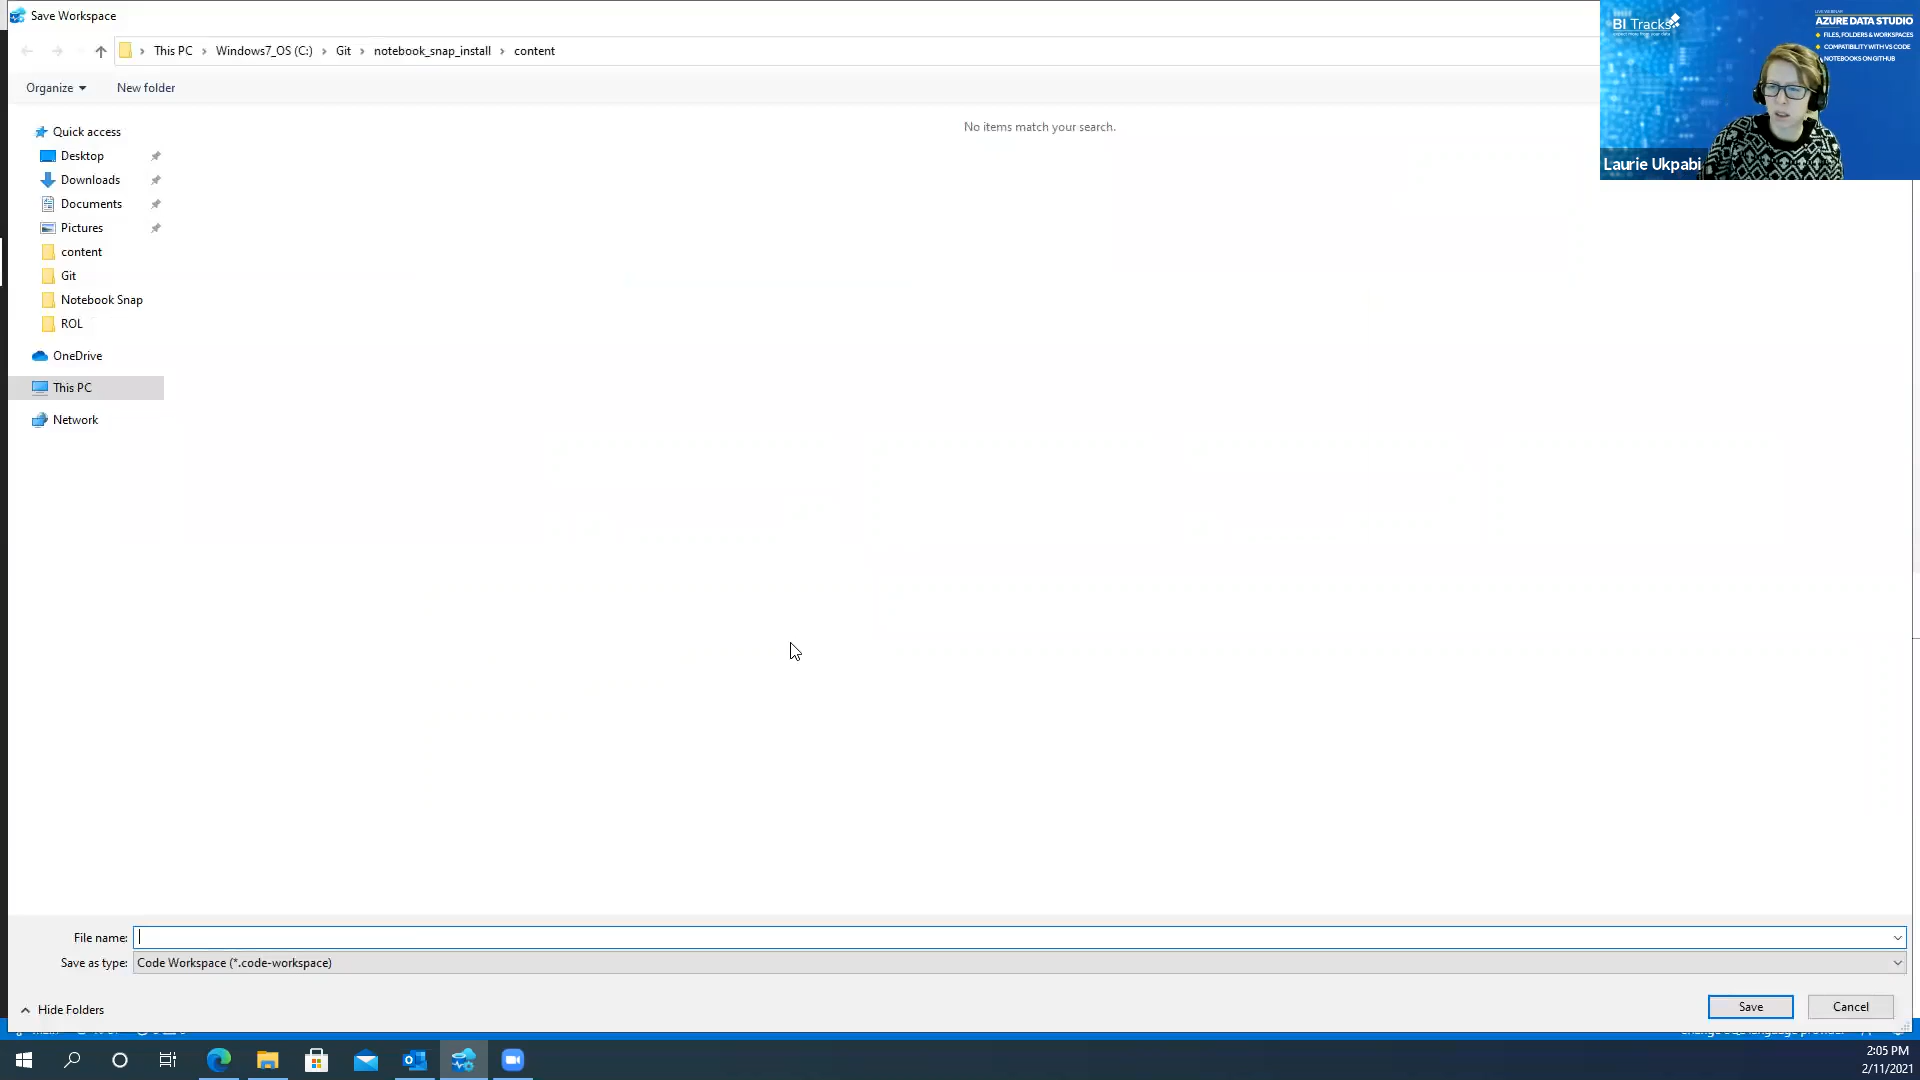 Save Workspace
This PC > Windows7_OS (C:) > Git > notebook_snap_install > content
Organize
New folder
Quick access
Desktop
Downloads
Documents
Pictures
content
Git
Notebook Snap
ROL
OneDrive
This PC
Network
No items match your search.
BI Tracks
LIVE WEBINAR
AZURE DATA STUDIO
FILES, FOLDERS & WORKSPACES
COMPATIBILITY WITH VS CODE
NOTEBOOKS ON GITHUB
Laurie Ukpabi
File name:
Save as type: Code Workspace (*.code-workspace)
Hide Folders
Save
Cancel
2:05 PM
2/11/2021